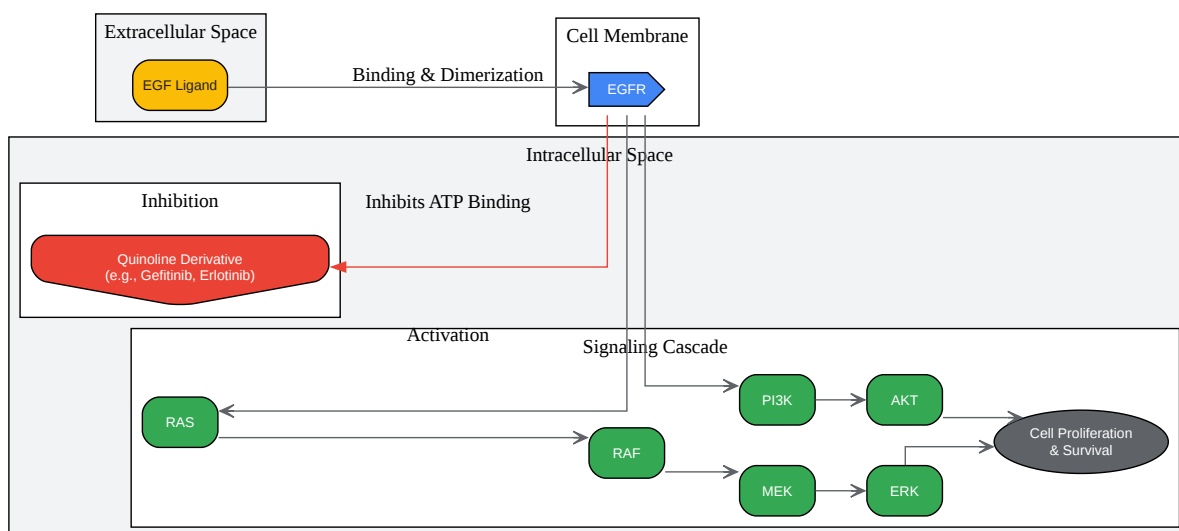 Extracellular Space
EGF Ligand
Binding & Dimerization
Cell Membrane
EGFR
Intracellular Space
Inhibition
Quinoline Derivative
(e.g., Gefitinib, Erlotinib)
Inhibits ATP Binding
Activation
Signaling Cascade
RAS
RAF
PI3K
AKT
MEK
ERK
Cell Proliferation
& Survival